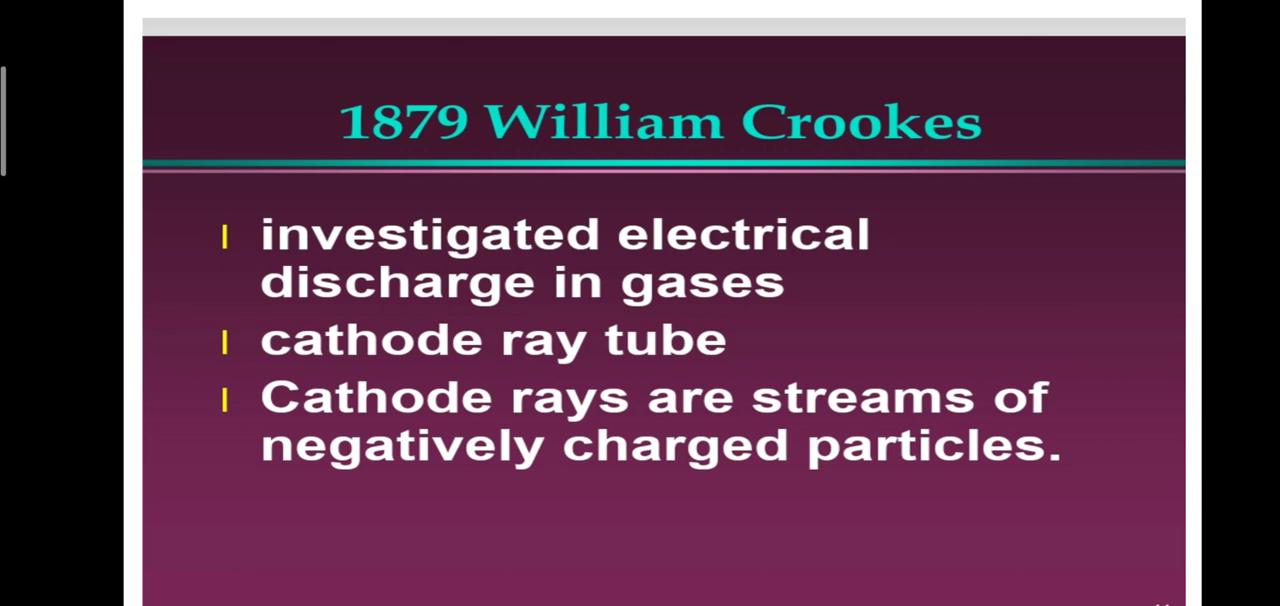 1879 William Crookes
investigated electrical
discharge in gases
cathode ray tube
Cathode rays are streams of
negatively charged particles.